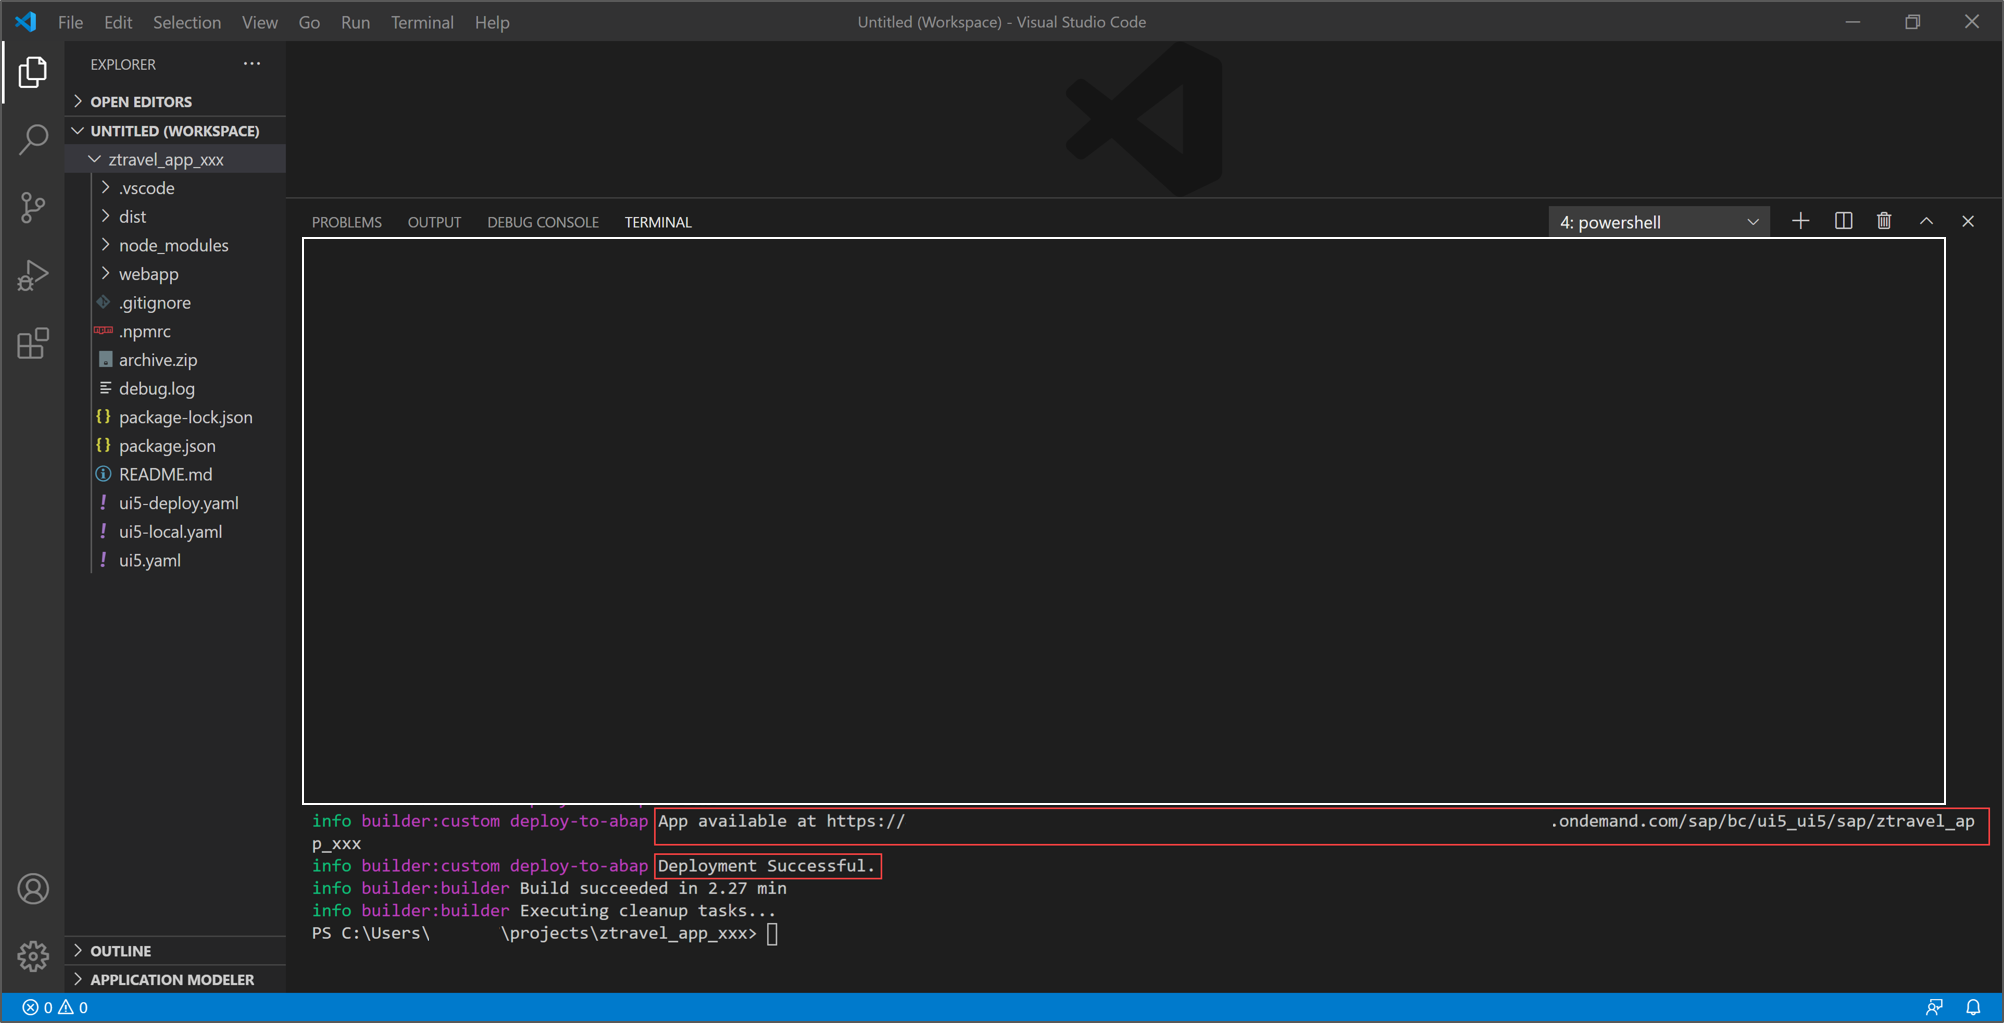 File Edit Selection View Go Run Terminal Help
Untitled (Workspace) - Visual Studio Code
EXPLORER
OPEN EDITORS
UNTITLED (WORKSPACE)
ztravel_app_xxx
.vscode
dist
node_modules
webapp
.gitignore
.npmrc
archive.zip
debug.log
package-lock.json
package.json
README.md
ui5-deploy.yaml
ui5-local.yaml
ui5.yaml
OUTLINE
APPLICATION MODELER
PROBLEMS OUTPUT DEBUG CONSOLE TERMINAL
4: powershell
info builder:custom deploy-to-abap App available at https:// .ondemand.com/sap/bc/ui5_ui5/sap/ztravel_ap
p_xxx
info builder:custom deploy-to-abap Deployment Successful.
info builder:builder Build succeeded in 2.27 min
info builder:builder Executing cleanup tasks...
PS C:\Users\ \projects\ztravel_app_xxx>
0 0